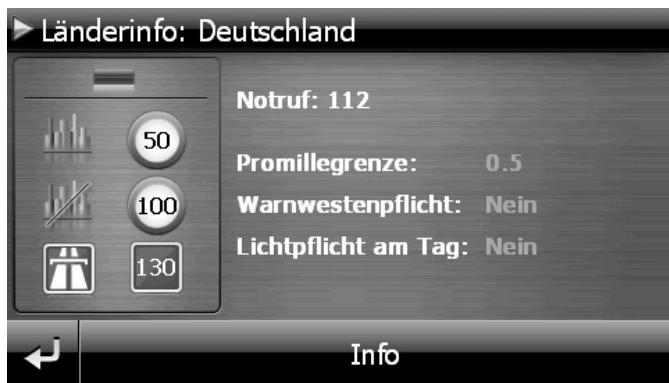 Länderinfo: Deutschland
Notruf: 112
50
Promillegrenze: 0.5
100
Warnwestenpflicht: Nein
130
Lichtpflicht am Tag: Nein
Info